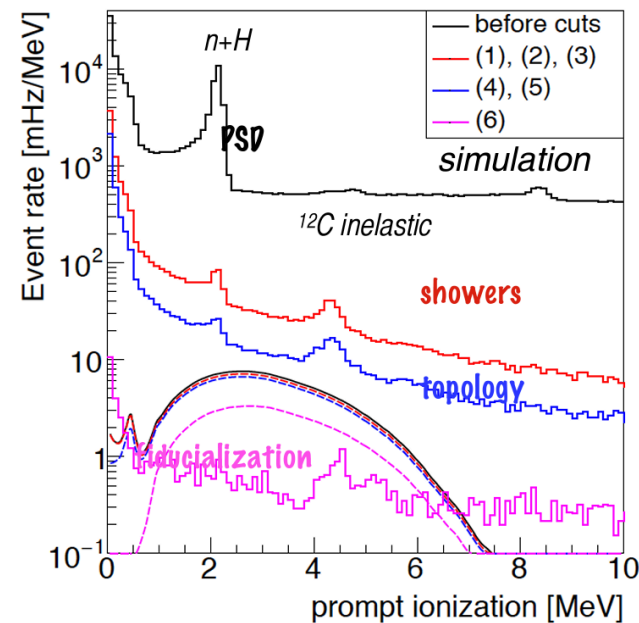 before cuts
(1), (2), (3)
(4), (5)
(6)
n+H
PSD
simulation
¹²C inelastic
showers
topology
fiducialization
Event rate [mHz/MeV]
10⁴
10³
10²
10
1
10⁻¹
0 2 4 6 8 10
prompt ionization [MeV]